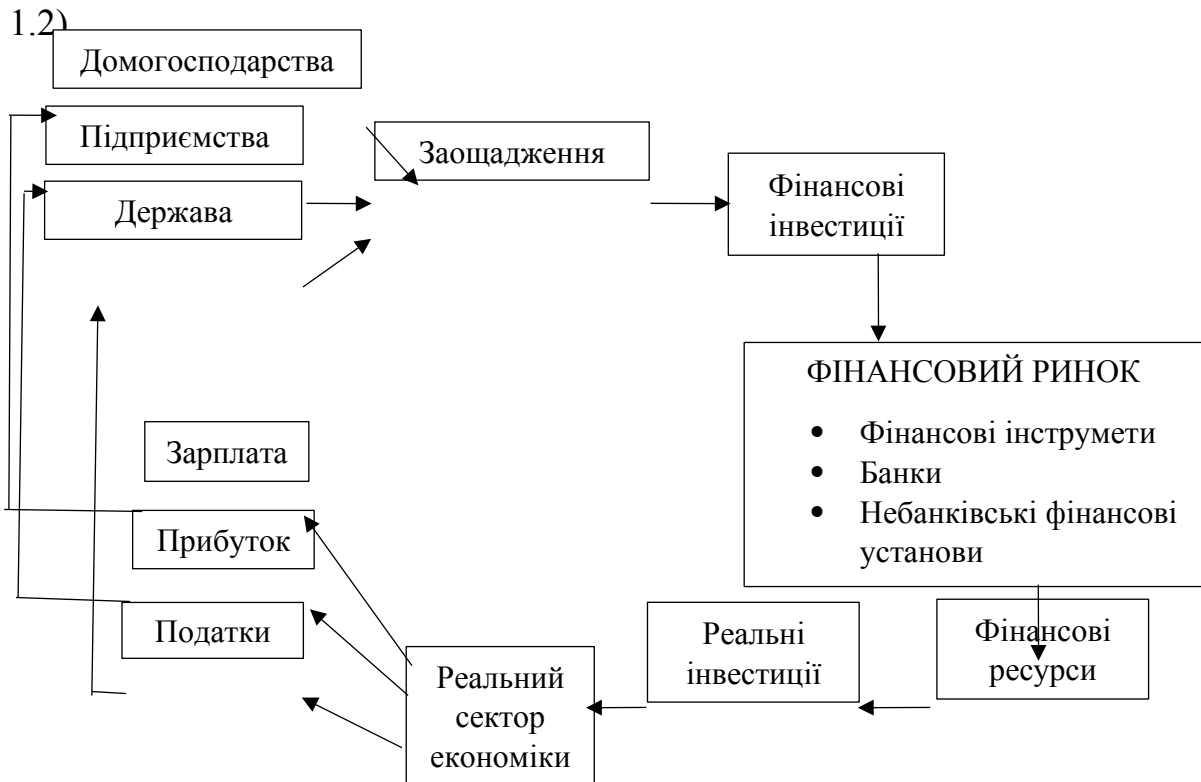 1.2)
Домогосподарства
Підприємства
Держава
Заощадження
Фінансові
інвестиції
ФІНАНСОВИЙ РИНОК
• Фінансові інструмети
• Банки
• Небанківські фінансові
установи
Зарплата
Прибуток
Податки
Реальний
сектор
економіки
Реальні
інвестиції
Фінансові
ресурси